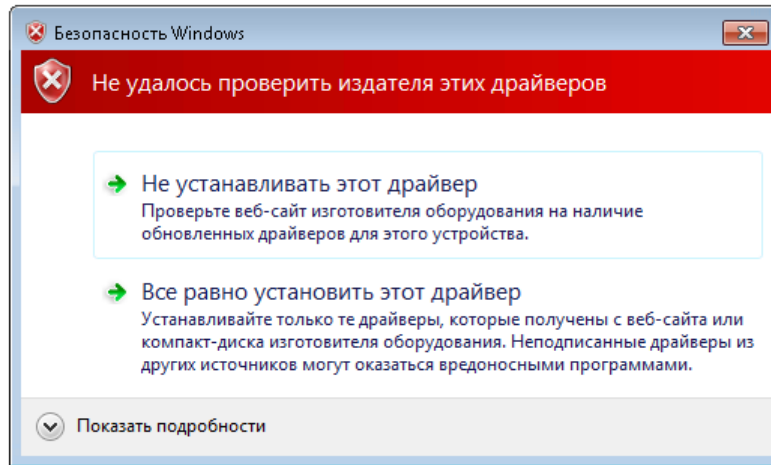 Безопасность Windows
Не удалось проверить издателя этих драйверов
Не устанавливать этот драйвер
Проверьте веб-сайт изготовителя оборудования на наличие
обновленных драйверов для этого устройства.
Все равно установить этот драйвер
Устанавливайте только те драйверы, которые получены с веб-сайта или
компакт-диска изготовителя оборудования. Неподписанные драйверы из
других источников могут оказаться вредоносными программами.
Показать подробности